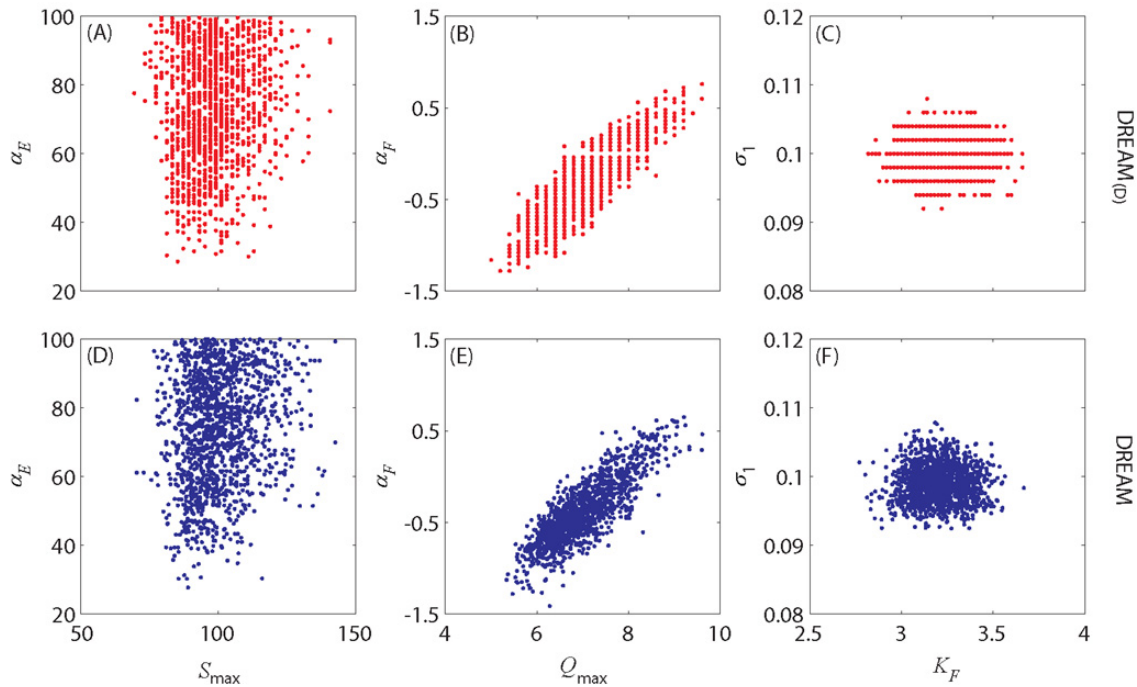 (A)
100
80
60
40
20
α_E
(B)
1.5
0.5
-0.5
-1.5
α_F
(C)
0.12
0.11
0.1
0.09
0.08
σ_1
DREAM_(D)
(D)
100
80
60
40
20
α_E
50
100
150
S_max
(E)
1.5
0.5
-0.5
-1.5
α_F
4
6
8
10
Q_max
(F)
0.12
0.11
0.1
0.09
0.08
σ_1
2.5
3
3.5
4
K_F
DREAM